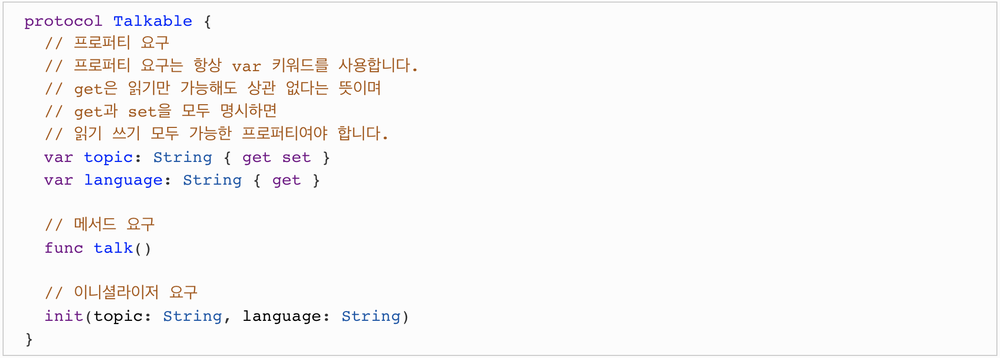 protocol Talkable {
  // 프로퍼티 요구
  // 프로퍼티 요구는 항상 var 키워드를 사용합니다.
  // get은 읽기만 가능해도 상관 없다는 뜻이며
  // get과 set을 모두 명시하면
  // 읽기 쓰기 모두 가능한 프로퍼티여야 합니다.
  var topic: String { get set }
  var language: String { get }

  // 메서드 요구
  func talk()

  // 이니셜라이저 요구
  init(topic: String, language: String)
}